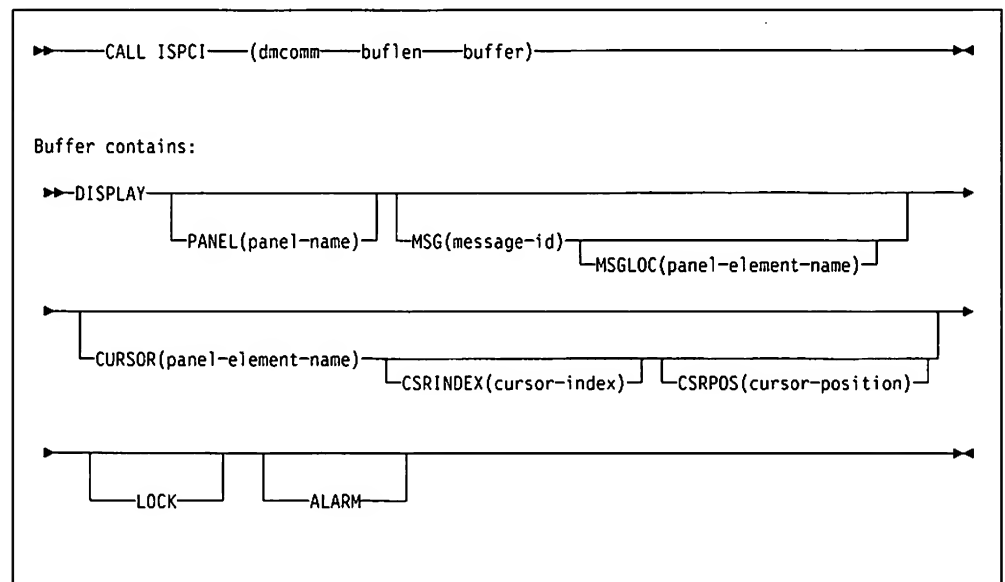 CALL ISPCI (dmcomm buflen buffer)
Buffer contains:
DISPLAY
PANEL(panel-name) MSG(message-id)
MSGLOC(panel-element-name)
CURSOR(panel-element-name)
CSRINDEX(cursor-index) CSRPOS(cursor-position)
LOCK ALARM